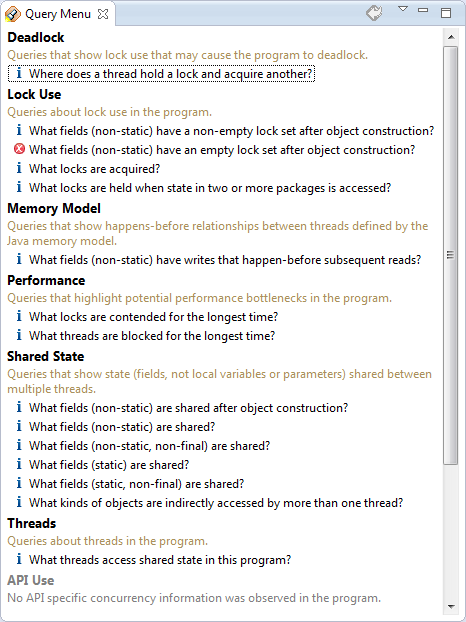 Query Menu
Deadlock
Queries that show lock use that may cause the program to deadlock.
Where does a thread hold a lock and acquire another?
Lock Use
Queries about lock use in the program.
What fields (non-static) have a non-empty lock set after object construction?
What fields (non-static) have an empty lock set after object construction?
What locks are acquired?
What locks are held when state in two or more packages is accessed?
Memory Model
Queries that show happens-before relationships between threads defined by the
Java memory model.
What fields (non-static) have writes that happen-before subsequent reads?
Performance
Queries that highlight potential performance bottlenecks in the program.
What locks are contended for the longest time?
What threads are blocked for the longest time?
Shared State
Queries that show state (fields, not local variables or parameters) shared between
multiple threads.
What fields (non-static) are shared after object construction?
What fields (non-static) are shared?
What fields (non-static, non-final) are shared?
What fields (static) are shared?
What fields (static, non-final) are shared?
What kinds of objects are indirectly accessed by more than one thread?
Threads
Queries about threads in the program.
What threads access shared state in this program?
API Use
No API specific concurrency information was observed in the program.